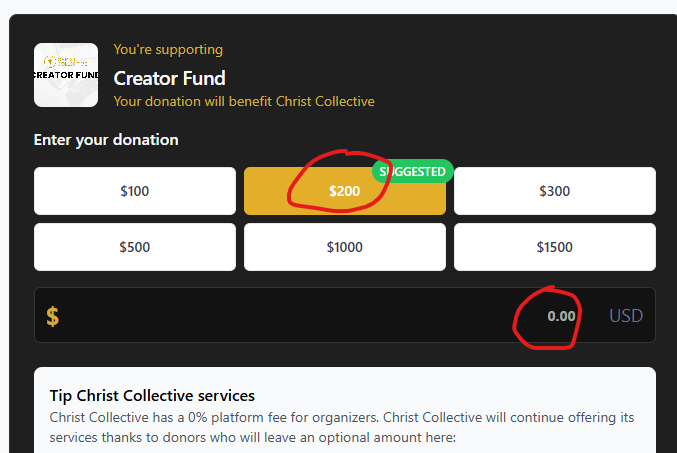 CREATOR FUND
You're supporting
Creator Fund
Your donation will benefit Christ Collective
Enter your donation
SUGGESTED
$100
$200
$300
$500
$1000
$1500
$
0.00
USD
Tip Christ Collective services
Christ Collective has a 0% platform fee for organizers. Christ Collective will continue offering its
services thanks to donors who will leave an optional amount here: